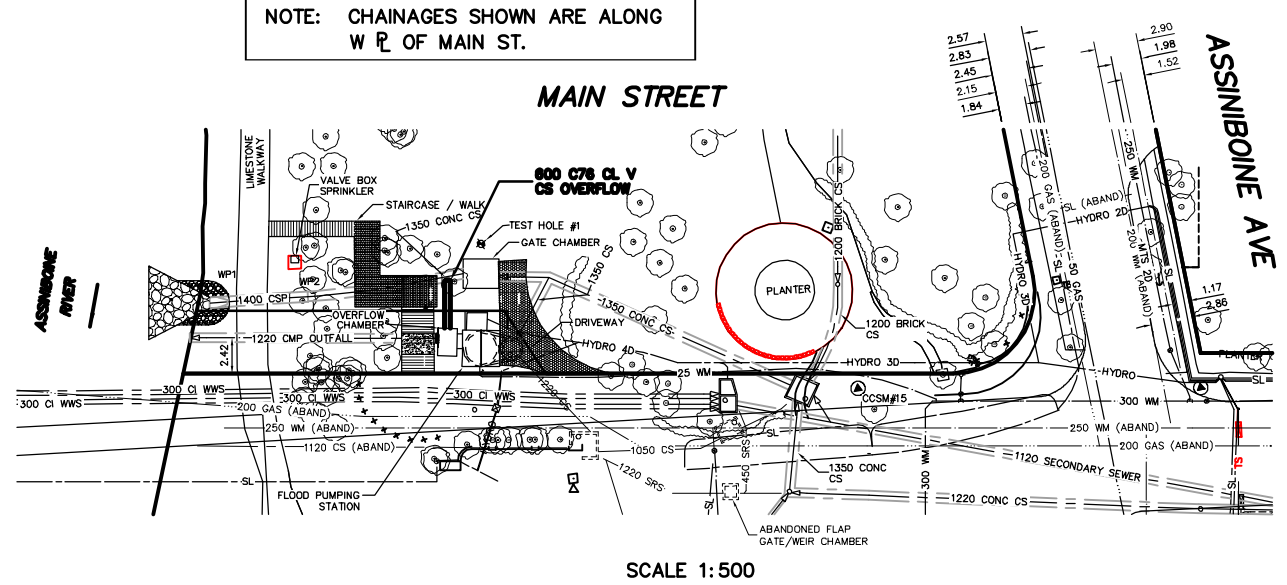 NOTE: CHAINAGES SHOWN ARE ALONG
W PL OF MAIN ST.
MAIN STREET
ASSINIBOINE AVE
2.57
2.83
2.45
2.15
1.84
2.90
1.98
1.52
LIMESTONE
WALKWAY
VALVE BOX
SPRINKLER
STAIRCASE / WALK
1350 CONC CS
600 C76 CL V
CS OVERFLOW
TEST HOLE #1
GATE CHAMBER
1350 CS
1350 CONC CS
1200 BRICK CS
PLANTER
1200 BRICK
CS
DRIVEWAY
HYDRO 4D
HYDRO 3D
HYDRO 3D
250 WM
200 GAS (ABAND)
SL (ABAND)
HYDRO 2D
SL
50 GAS
200 WM (ABAND)
MTS 2D (ABAND)
SL
SL
1.17
2.86
PLANTER
ASSINIBOINE
RIVER
WP1
WP2
1400 CSP
OVERFLOW
CHAMBER
1220 CMP OUTFALL
2.42
25 WM
HYDRO
SL
300 CI WWS
300 CI WWS
300 CI WWS
300 CI WWS
1220 CS
CCSM#15
300 WM
200 GAS (ABAND)
250 WM (ABAND)
250 WM (ABAND)
1120 CS (ABAND)
200 GAS (ABAND)
1050 CS
SL
450 SRS
1220 SRS
1350 CONC
CS
300 WM
1120 SECONDARY SEWER
TS
SL
SL
SL
1220 CONC CS
FLOOD PUMPING
STATION
ABANDONED FLAP
GATE/WEIR CHAMBER
SCALE 1:500